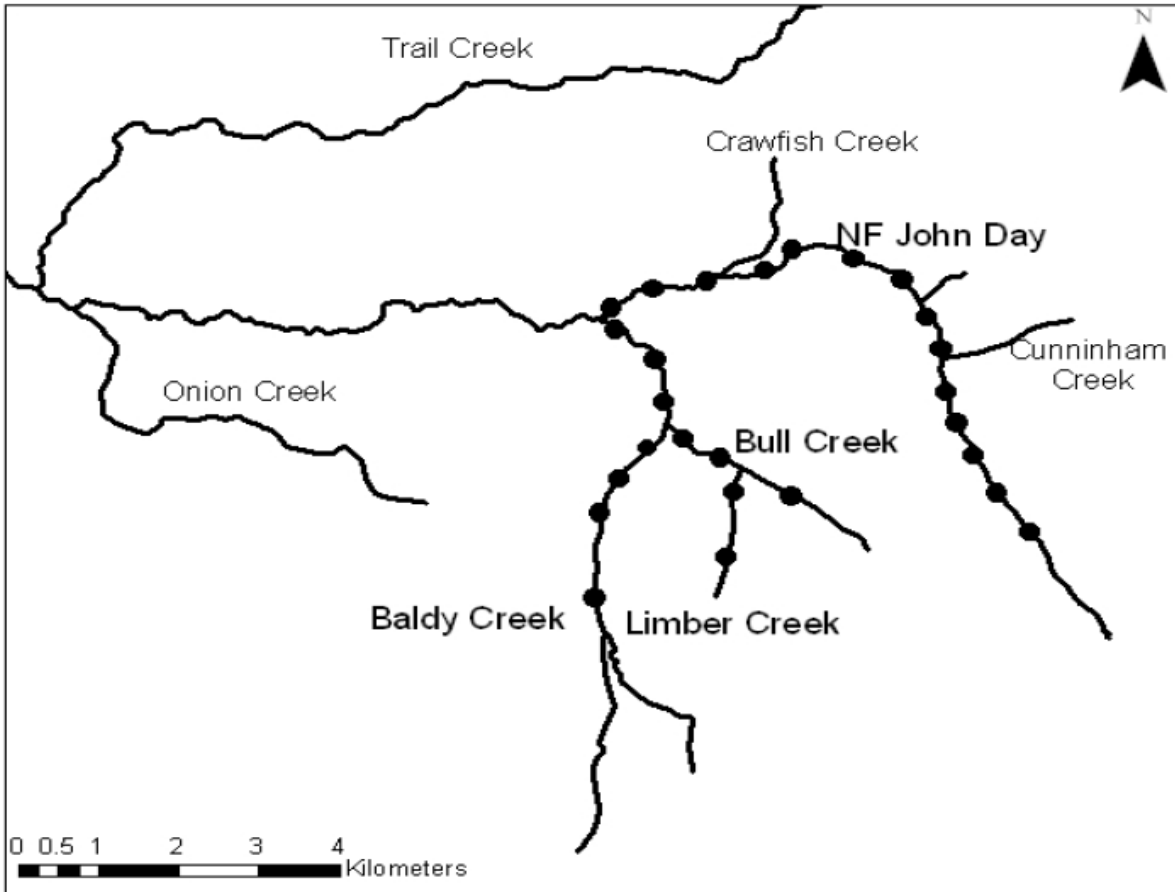 N
Trail Creek
Crawfish Creek
NF John Day
Cunninham
Creek
Onion Creek
Bull Creek
Baldy Creek
Limber Creek
0 0.5 1 2 3 4
Kilometers